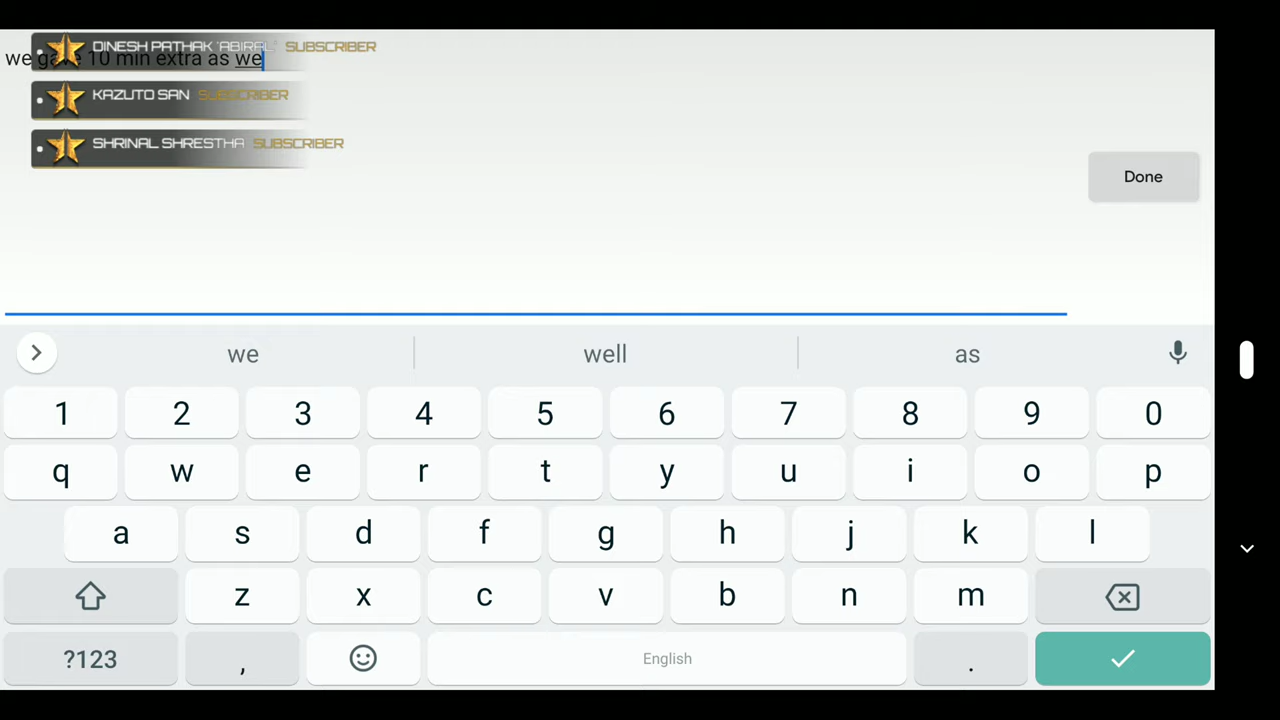 DINESH PATHAK 'ABIRAL' SUBSCRIBER
we gave 10 min extra as we
KAZUTO SAN SUBSCRIBER
SHRINAL SHRESTHA SUBSCRIBER
Done
we well as
1 2 3 4 5 6 7 8 9 0
q w e r t y u i o p
a s d f g h j k l
z x c v b n m
?123 , English .